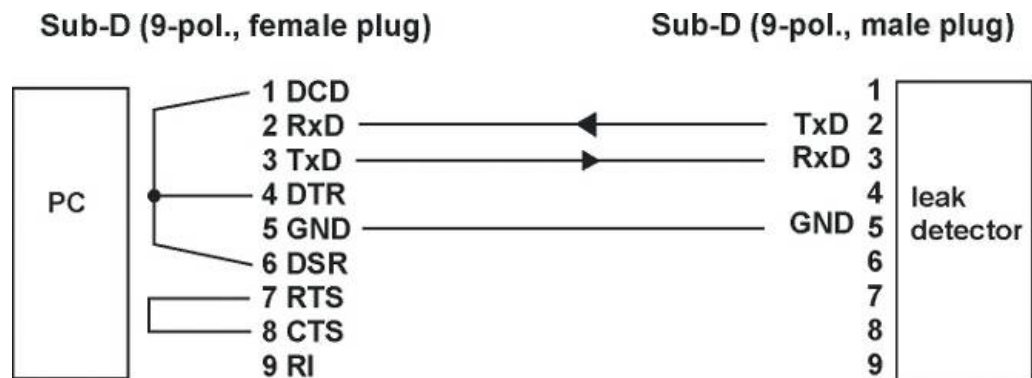 Sub-D (9-pol., female plug) Sub-D (9-pol., male plug)
1 DCD 1
2 RxD TxD 2
3 TxD RxD 3
PC 4 DTR 4 leak
5 GND GND 5 detector
6 DSR 6
7 RTS 7
8 CTS 8
9 RI 9